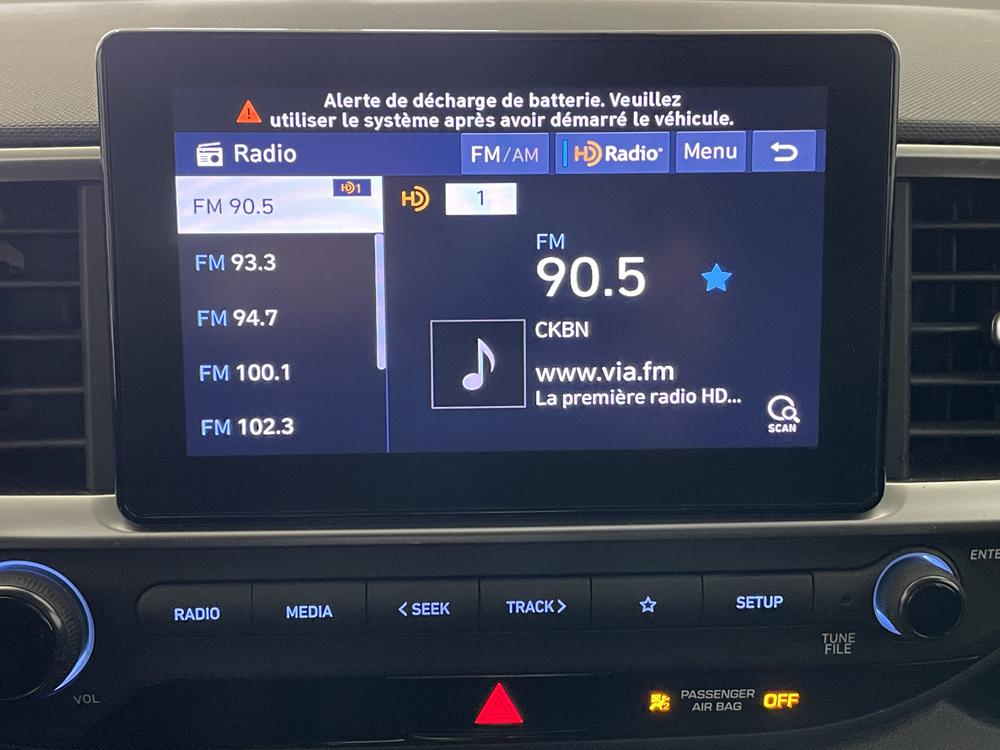 Alerte de décharge de batterie. Veuillez
utiliser le système après avoir démarré le véhicule.
Radio
FM/AM
HD Radio
Menu
HD1
FM 90.5
HD
1
FM 93.3
FM
90.5
FM 94.7
CKBN
FM 100.1
www.via.fm
La première radio HD...
FM 102.3
SCAN
RADIO
MEDIA
< SEEK
TRACK >
SETUP
ENTE
TUNE
FILE
VOL
PASSENGER
AIR BAG
OFF